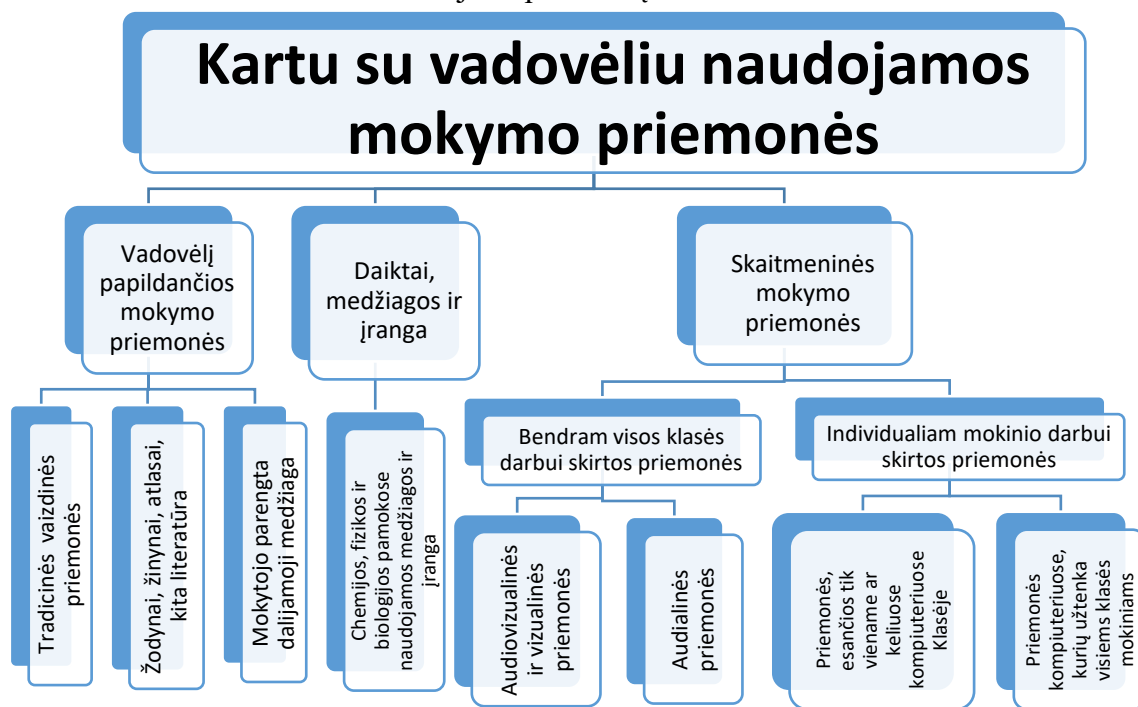 Kartu su vadovėliu naudojamos
mokymo priemonės
Vadovėlį
papildančios
mokymo
priemonės
Daiktai,
medžiagos ir
įranga
Skaitmeninės
mokymo
priemonės
Tradicinės vaizdinės
priemonės
Žodynai, žinynai, atlasai,
kita literatūra
Mokytojo parengta
dalijamoji medžiaga
Chemijos, fizikos ir
biologijos pamokose
naudojamos medžiagos ir
įranga
Bendram visos klasės
darbui skirtos priemonės
Individualiam mokinio darbui
skirtos priemonės
Audiovizualinės
ir vizualinės
priemonės
Audialinės
priemonės
Priemonės,
esančios tik
viename ar
keliuose
kompiuteriuose
Klasėje
Priemonės
kompiuteriuose,
kurių užtenka
visiems klasės
mokiniams